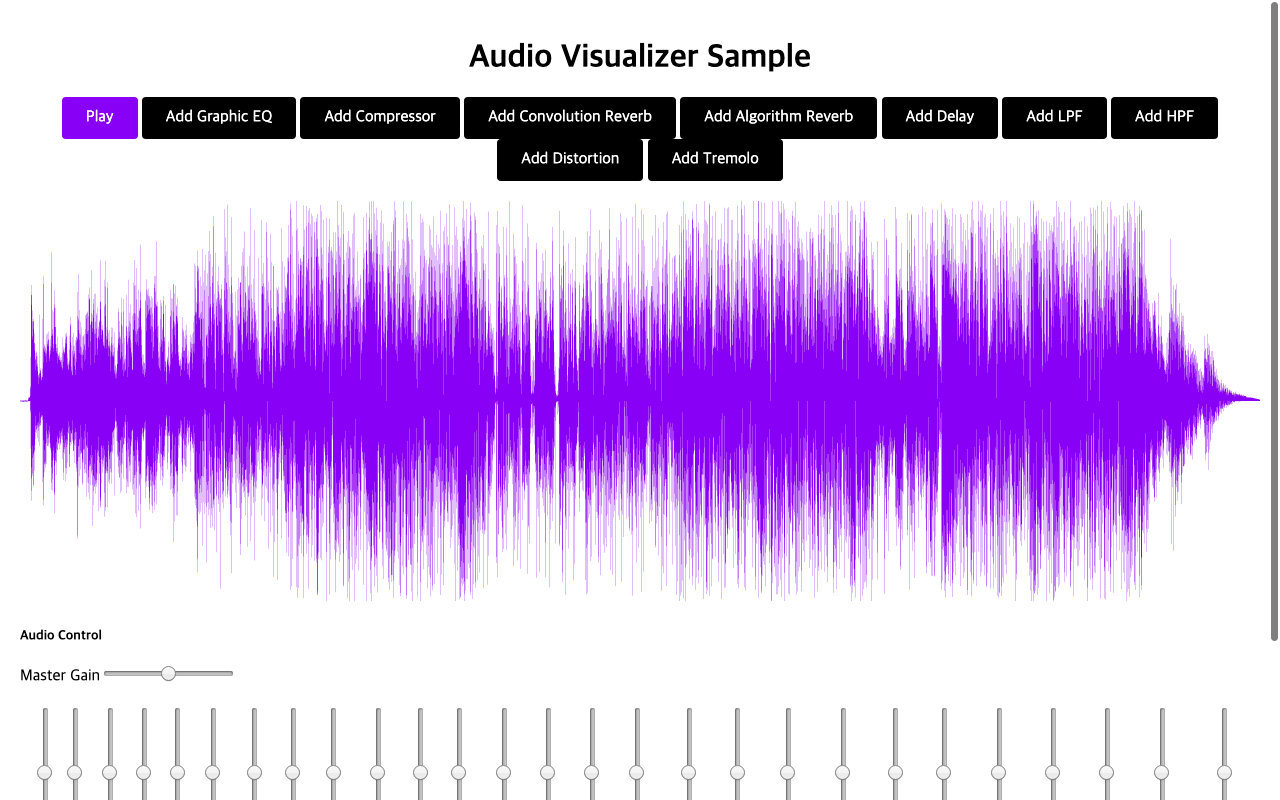 Audio Visualizer Sample
Play Add Graphic EQ Add Compressor Add Convolution Reverb Add Algorithm Reverb Add Delay Add LPF Add HPF
Add Distortion Add Tremolo
Audio Control
Master Gain